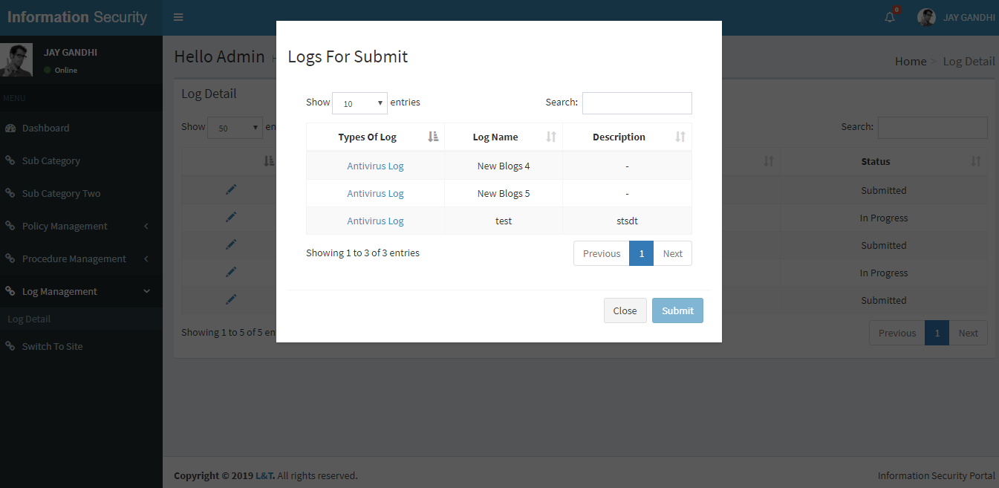 Information Security
0
JAY GANDHI
JAY GANDHI
Online
MENU
Dashboard
Sub Category
Sub Category Two
Policy Management
Procedure Management
Log Management
Log Detail
Switch To Site
Hello Admin
Home > Log Detail
Log Detail
Show 50
Search:
Status
Submitted
In Progress
Submitted
In Progress
Submitted
Showing 1 to 5 of 5 en
Previous 1 Next
Logs For Submit
Show 10 entries
Search:
Types Of Log Log Name Description
Antivirus Log New Blogs 4 -
Antivirus Log New Blogs 5 -
Antivirus Log test stsdt
Showing 1 to 3 of 3 entries
Previous 1 Next
Close Submit
Copyright © 2019 L&T. All rights reserved.
Information Security Portal